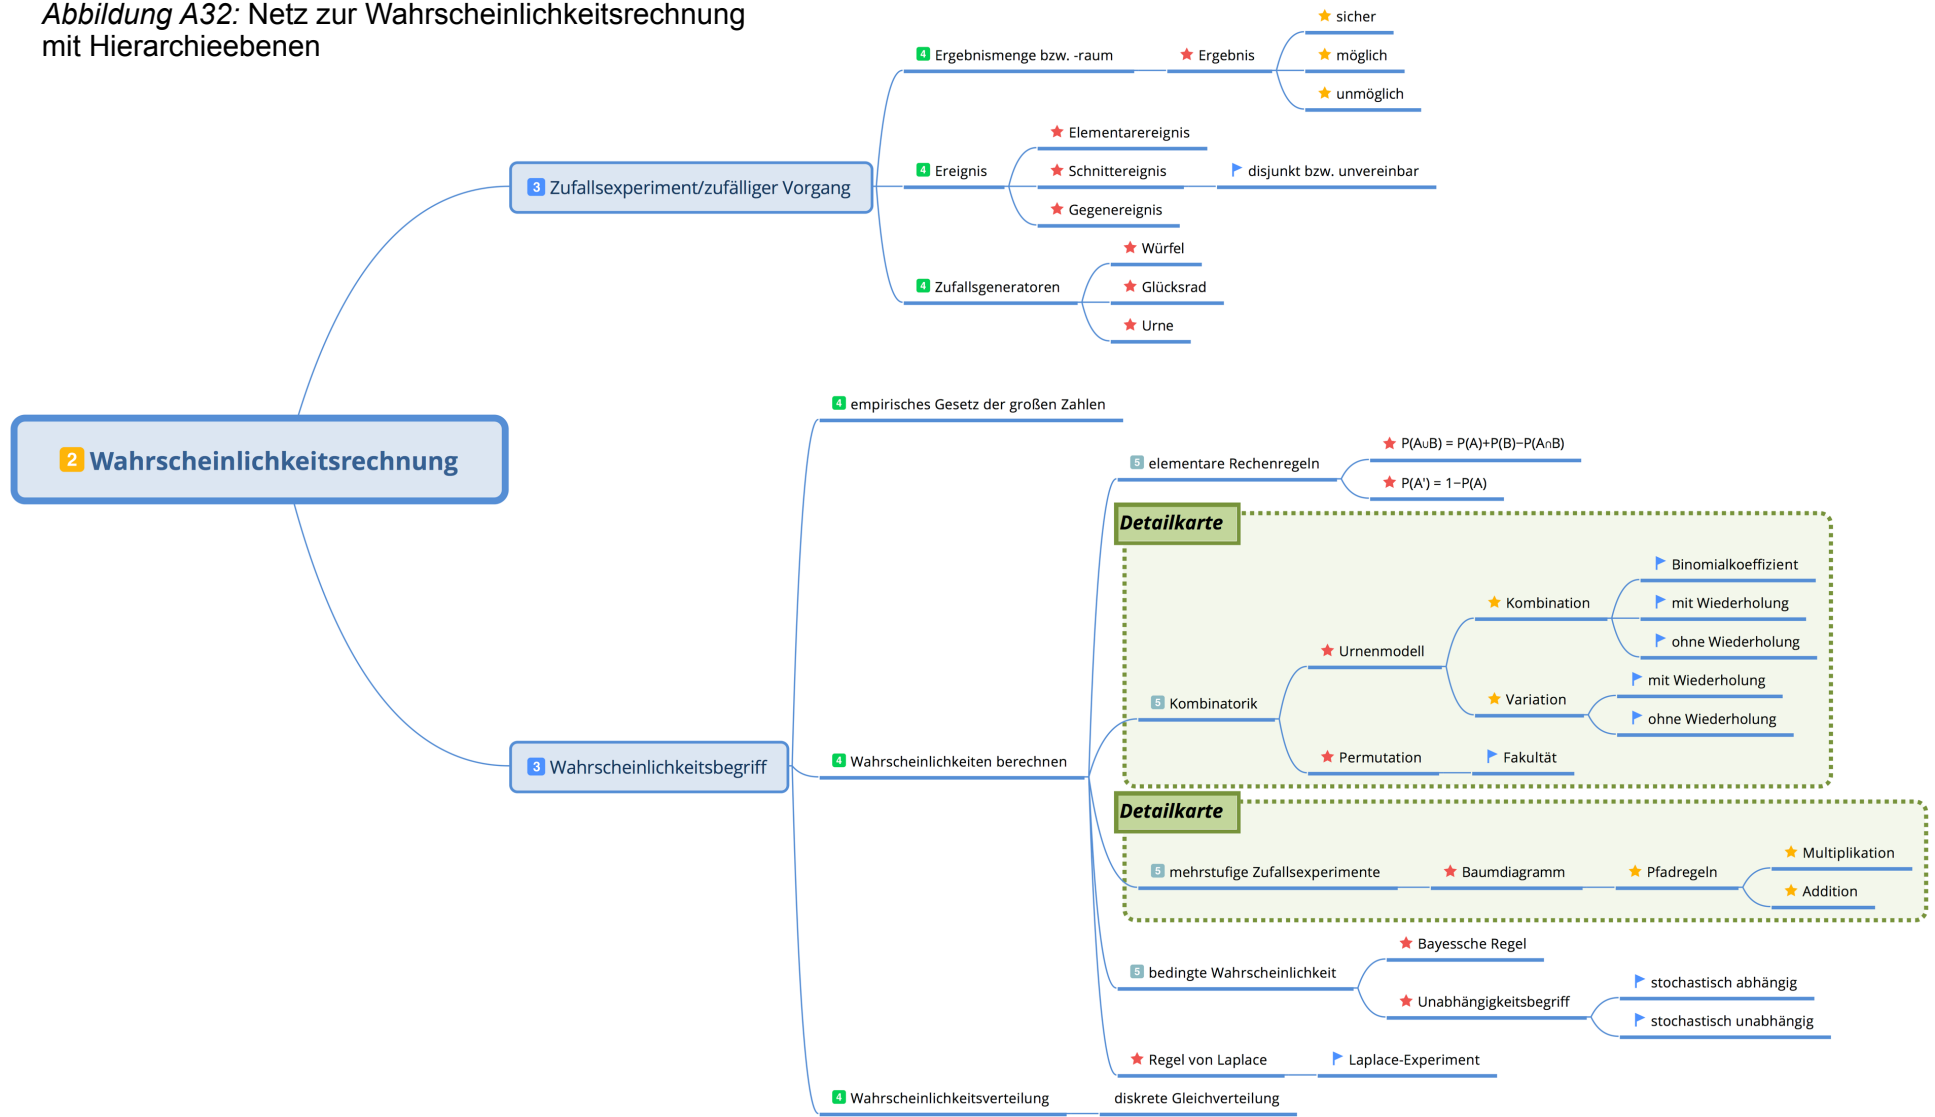 Abbildung A32: Netz zur Wahrscheinlichkeitsrechnung
mit Hierarchieebenen
2 Wahrscheinlichkeitsrechnung
3 Zufallsexperiment/zufälliger Vorgang
4 Ergebnismenge bzw. -raum
Ergebnis
sicher
möglich
unmöglich
4 Ereignis
Elementarereignis
Schnittereignis
disjunkt bzw. unvereinbar
Gegenereignis
4 Zufallsgeneratoren
Würfel
Glücksrad
Urne
3 Wahrscheinlichkeitsbegriff
4 empirisches Gesetz der großen Zahlen
4 Wahrscheinlichkeiten berechnen
5 elementare Rechenregeln
P(A∪B) = P(A)+P(B)−P(A∩B)
P(A') = 1−P(A)
Detailkarte
5 Kombinatorik
Urnenmodell
Kombination
Binomialkoeffizient
mit Wiederholung
ohne Wiederholung
Variation
mit Wiederholung
ohne Wiederholung
Permutation
Fakultät
Detailkarte
5 mehrstufige Zufallsexperimente
Baumdiagramm
Pfadregeln
Multiplikation
Addition
5 bedingte Wahrscheinlichkeit
Bayessche Regel
Unabhängigkeitsbegriff
stochastisch abhängig
stochastisch unabhängig
Regel von Laplace
Laplace-Experiment
4 Wahrscheinlichkeitsverteilung
diskrete Gleichverteilung